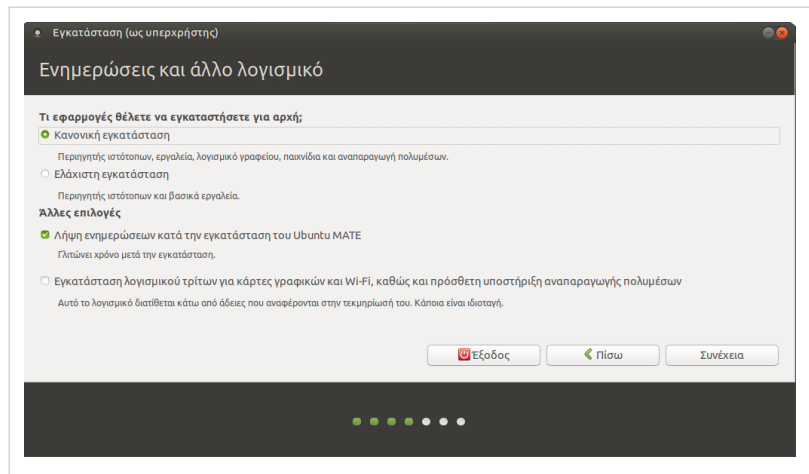 Εγκατάσταση (ως υπερχρήστης)
Ενημερώσεις και άλλο λογισμικό
Τι εφαρμογές θέλετε να εγκαταστήσετε για αρχή;
Κανονική εγκατάσταση
Περιηγητής ιστότοπων, εργαλεία, λογισμικό γραφείου, παιχνίδια και αναπαραγωγή πολυμέσων.
Ελάχιστη εγκατάσταση
Περιηγητής ιστότοπων και βασικά εργαλεία.
Άλλες επιλογές
Λήψη ενημερώσεων κατά την εγκατάσταση του Ubuntu MATE
Γλιτώνει χρόνο μετά την εγκατάσταση.
Εγκατάσταση λογισμικού τρίτων για κάρτες γραφικών και Wi-Fi, καθώς και πρόσθετη υποστήριξη αναπαραγωγής πολυμέσων
Αυτό το λογισμικό διατίθεται κάτω από άδειες που αναφέρονται στην τεκμηρίωσή του. Κάποια είναι ιδιοταγή.
Έξοδος Πίσω Συνέχεια